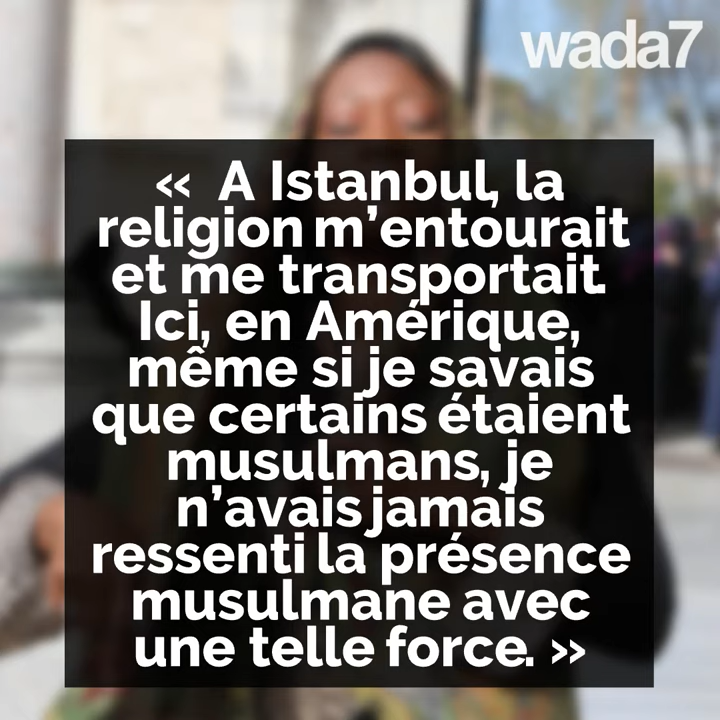 wada7
«  A Istanbul, la
religion m’entourait
et me transportait.
Ici, en Amérique,
même si je savais
que certains étaient
musulmans, je
n’avais jamais
ressenti la présence
musulmane avec
une telle force. »